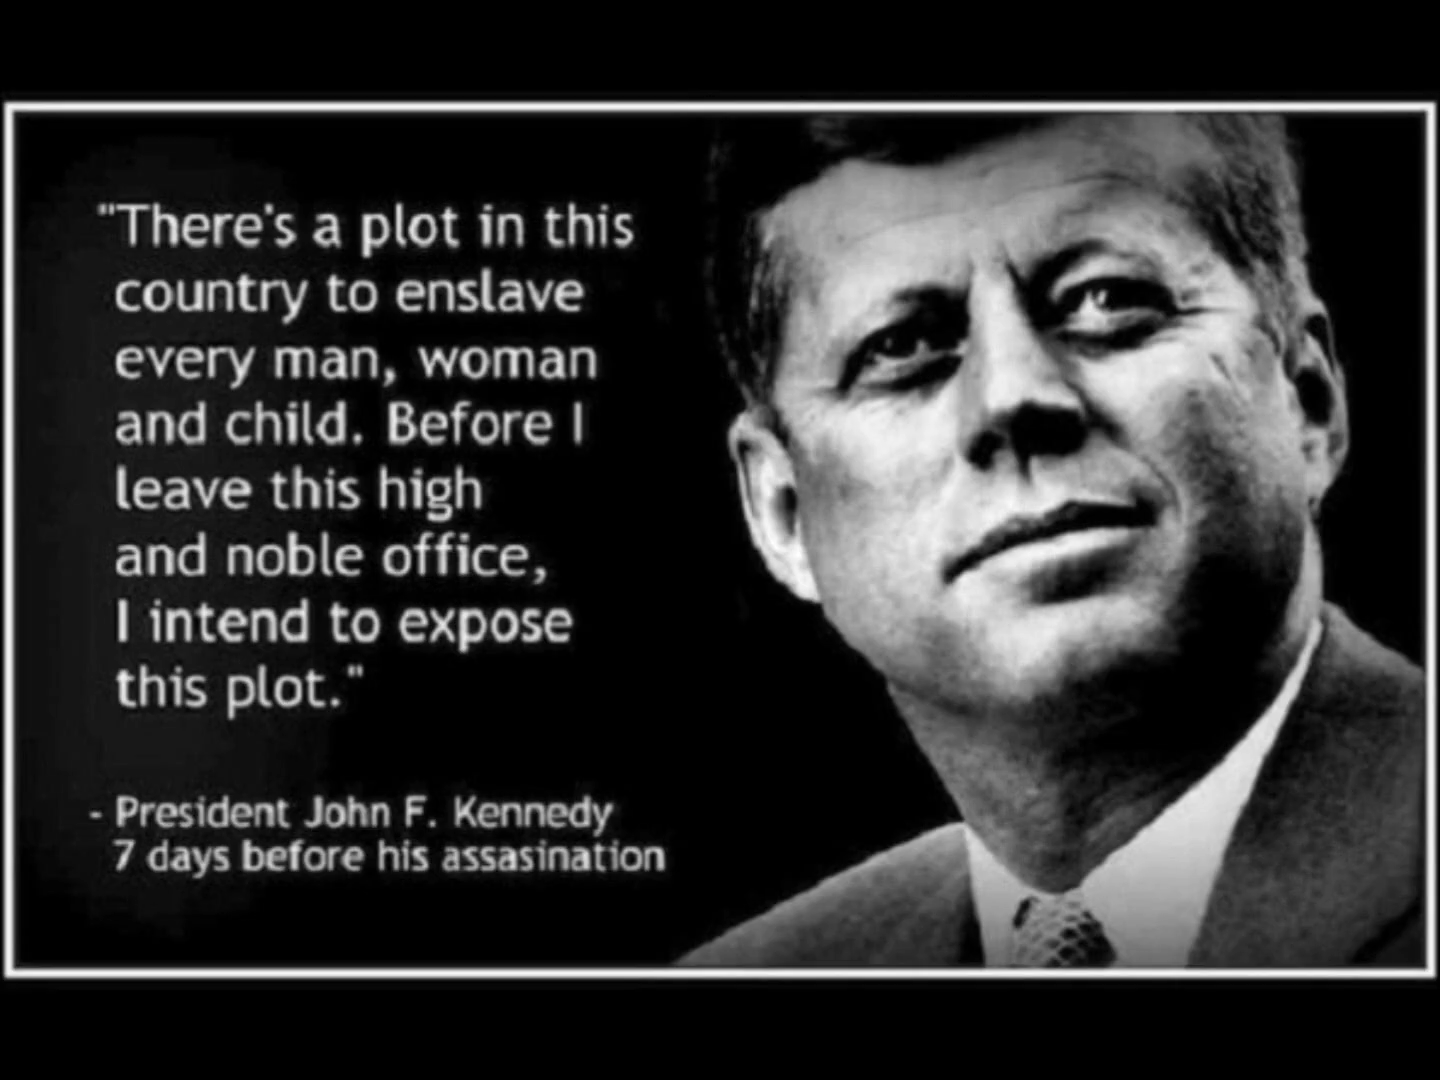 "There's a plot in this
country to enslave
every man, woman
and child. Before I
leave this high
and noble office,
I intend to expose
this plot."
- President John F. Kennedy
7 days before his assasination